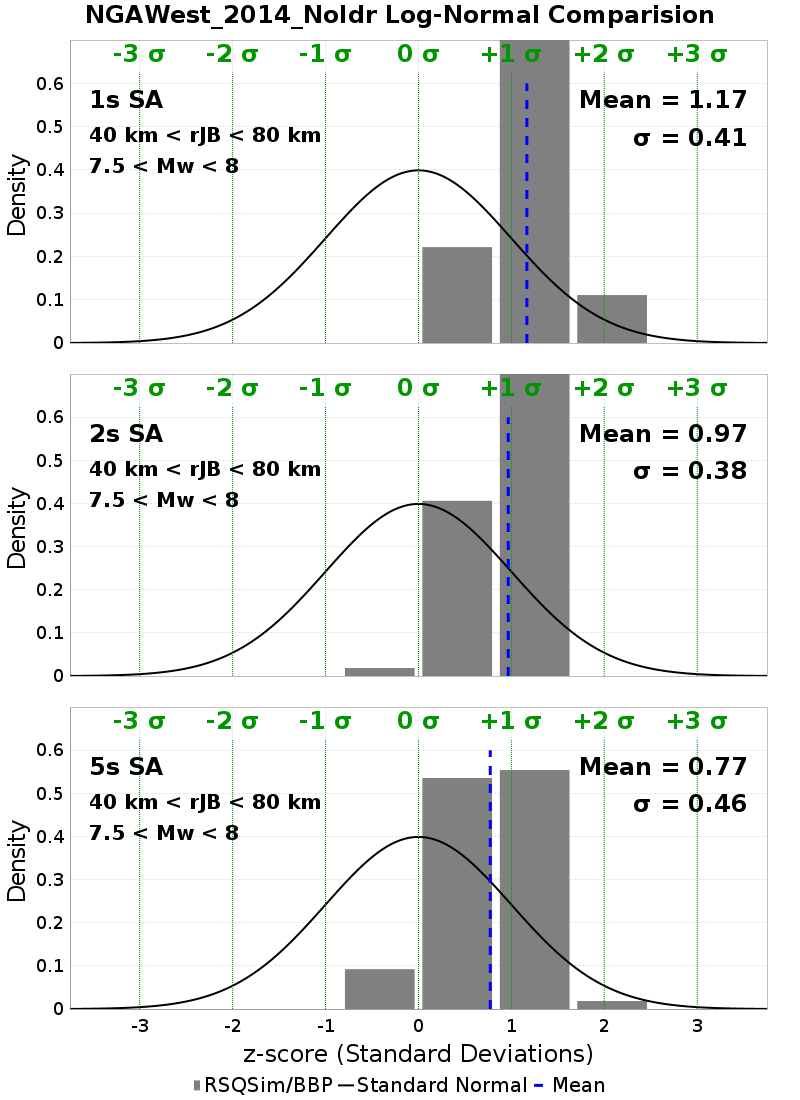 NGAWest_2014_NoIdr Log-Normal Comparision
-3 σ -2 σ -1 σ 0 σ +1 σ +2 σ +3 σ
0.6
1s SA Mean = 1.17
0.5
40 km < rJB < 80 km σ = 0.41
0.4
7.5 < Mw < 8
0.3
0.2
0.1
0
Density
-3 σ -2 σ -1 σ 0 σ +1 σ +2 σ +3 σ
0.6
2s SA Mean = 0.97
0.5
40 km < rJB < 80 km σ = 0.38
0.4
7.5 < Mw < 8
0.3
0.2
0.1
0
Density
-3 σ -2 σ -1 σ 0 σ +1 σ +2 σ +3 σ
0.6
5s SA Mean = 0.77
0.5
40 km < rJB < 80 km σ = 0.46
0.4
7.5 < Mw < 8
0.3
0.2
0.1
0
Density
-3 -2 -1 0 1 2 3
z-score (Standard Deviations)
RSQSim/BBP Standard Normal Mean